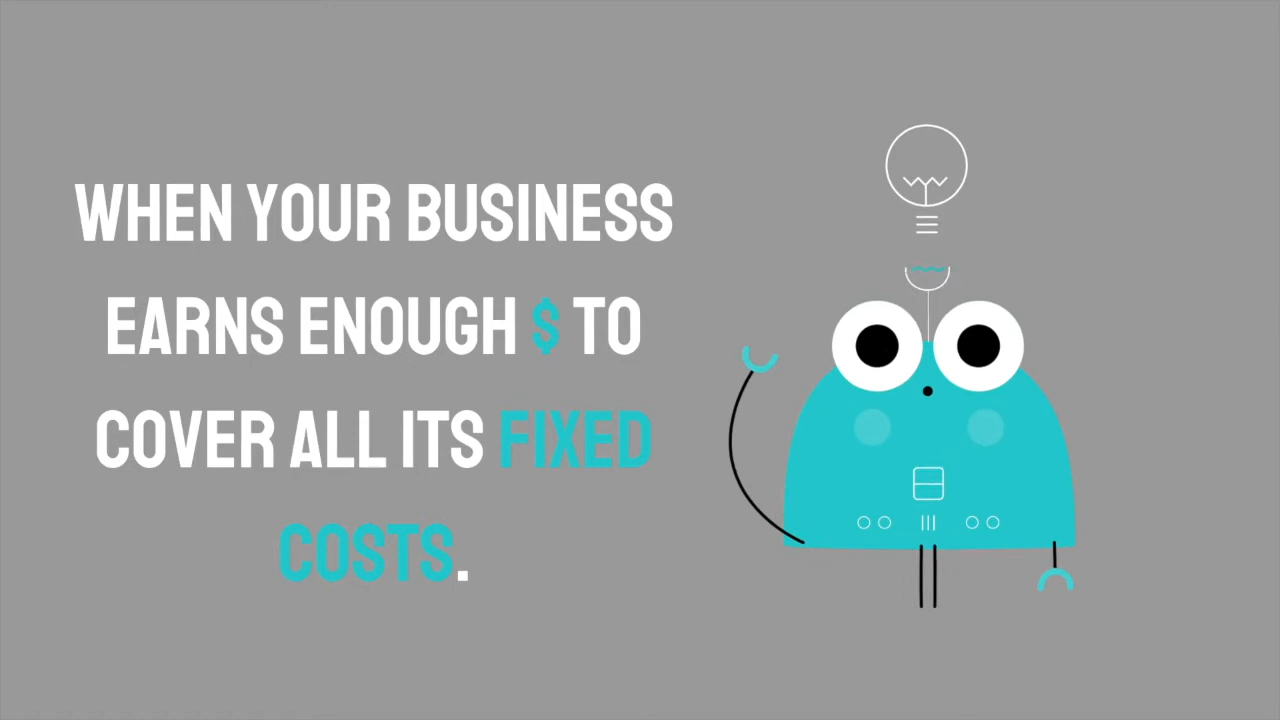 WHEN YOUR BUSINESS
EARNS ENOUGH $ TO
COVER ALL ITS FIXED
COSTS.